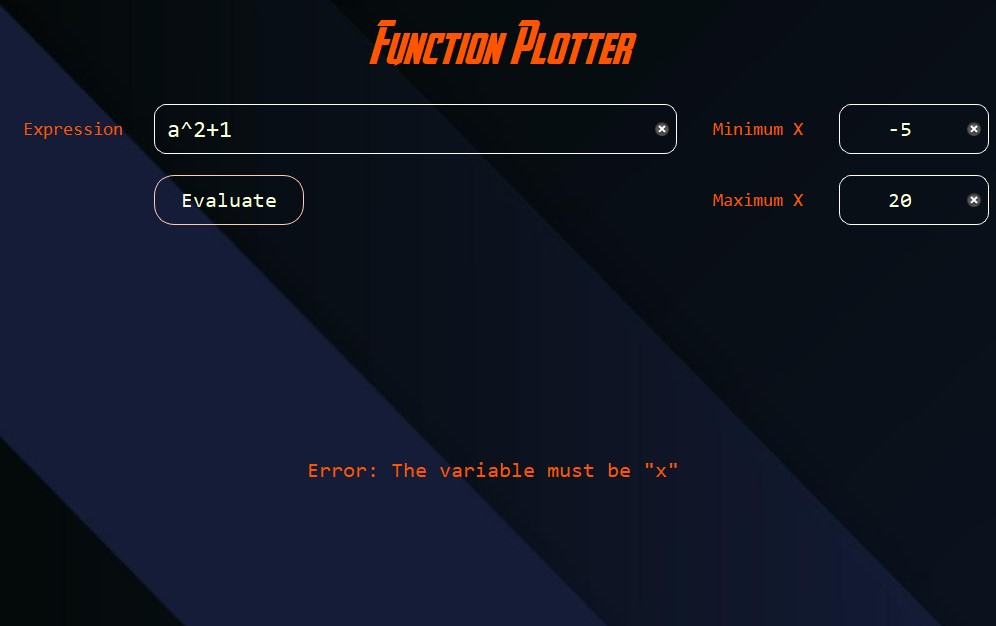 Function Plotter
Expression a^2+1 Minimum X -5
Evaluate Maximum X 20
Error: The variable must be "x"